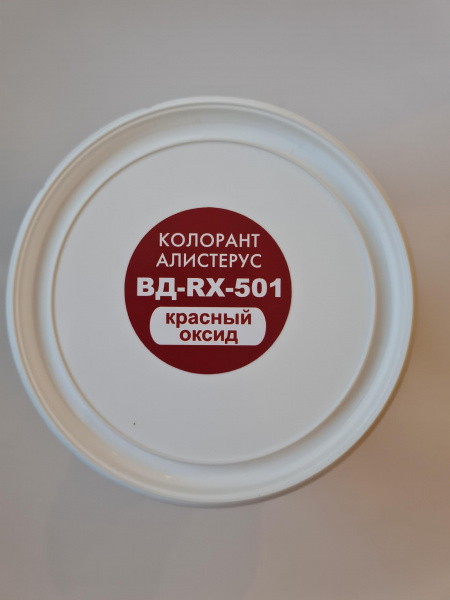 КОЛОРАНТ
АЛИСТЕРУС
ВД-RX-501
красный
оксид